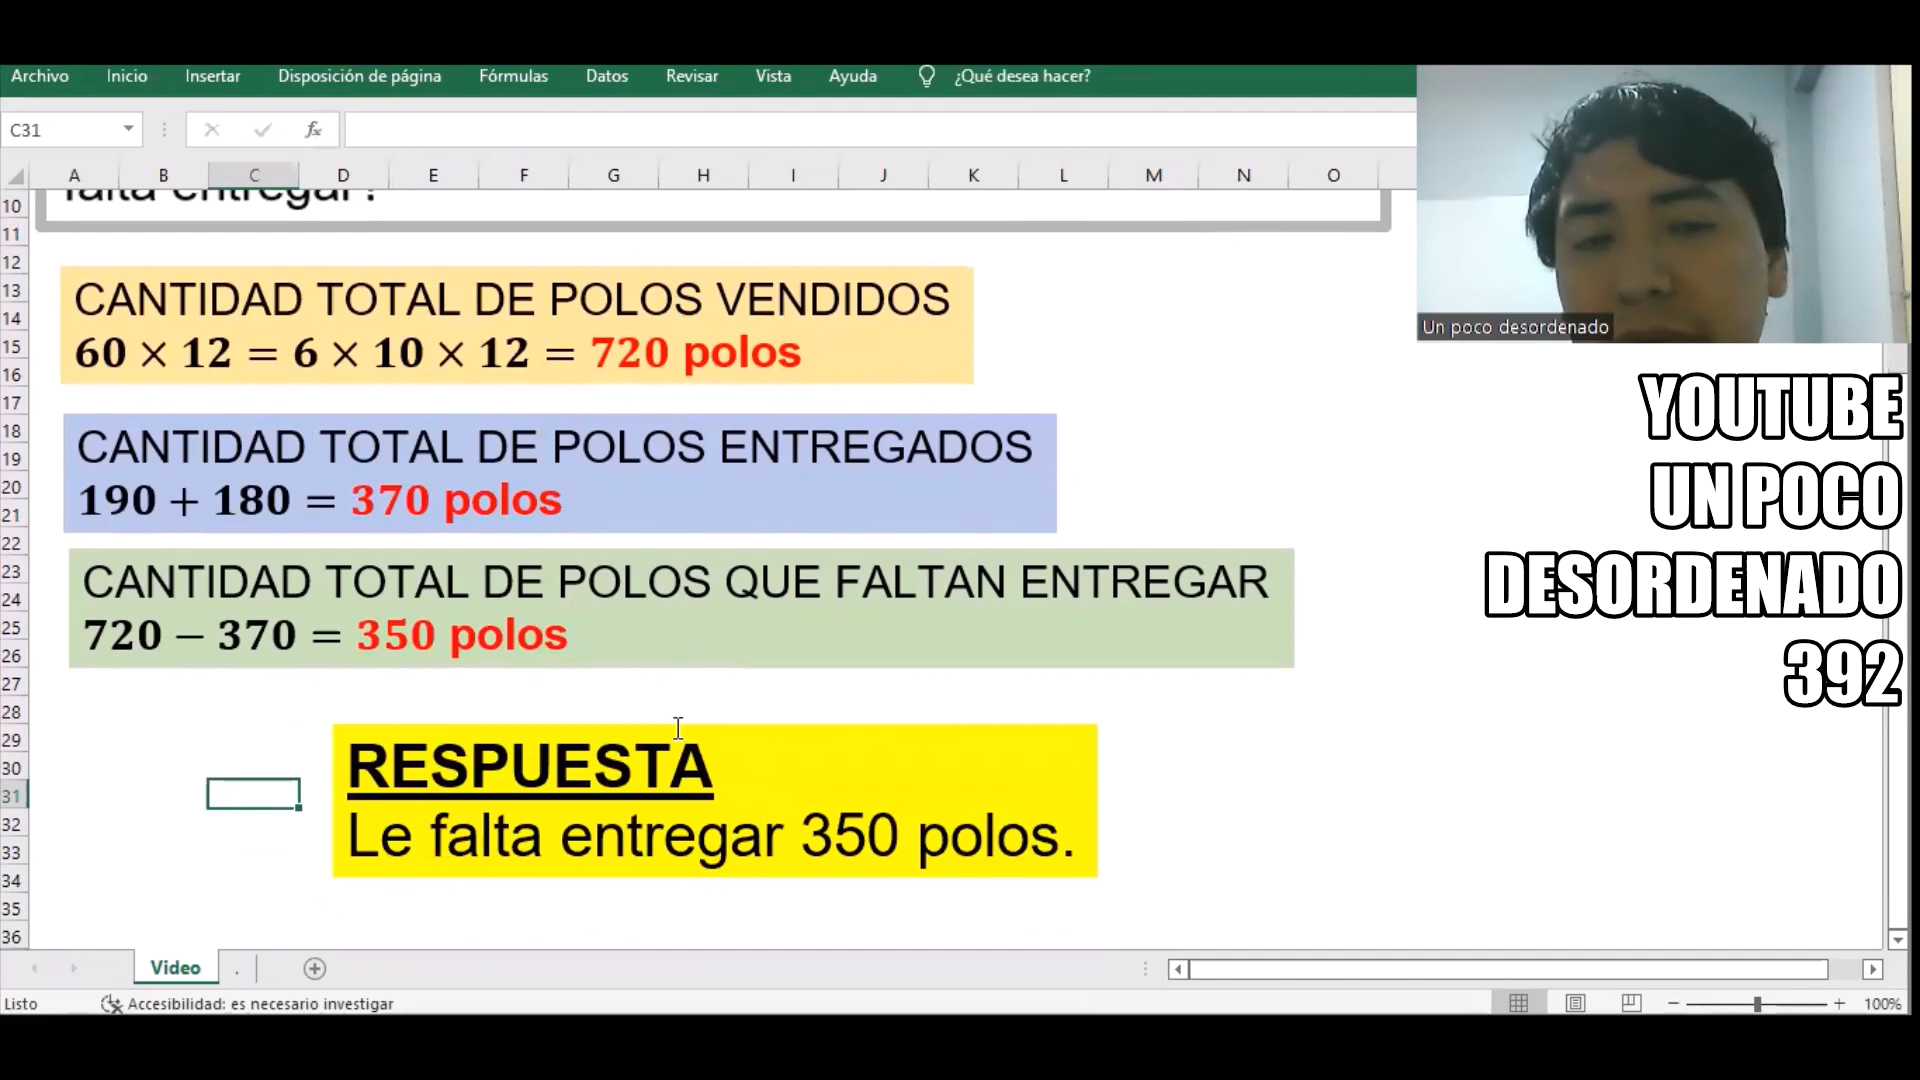 Archivo Inicio Insertar Disposición de página Fórmulas Datos Revisar Vista Ayuda ¿Qué desea hacer?
C31 fx
A B C D E F G H I J K L M N O
falta entregar?
10
11
12
13
14
15
16
17
18
19
20
21
22
23
24
25
26
27
28
29
30
31
32
33
34
35
36
CANTIDAD TOTAL DE POLOS VENDIDOS
60 × 12 = 6 × 10 × 12 = 720 polos
CANTIDAD TOTAL DE POLOS ENTREGADOS
190 + 180 = 370 polos
CANTIDAD TOTAL DE POLOS QUE FALTAN ENTREGAR
720 − 370 = 350 polos
RESPUESTA
Le falta entregar 350 polos.
Un poco desordenado
YOUTUBE
UN POCO
DESORDENADO
392
Video .
Listo Accesibilidad: es necesario investigar 100%